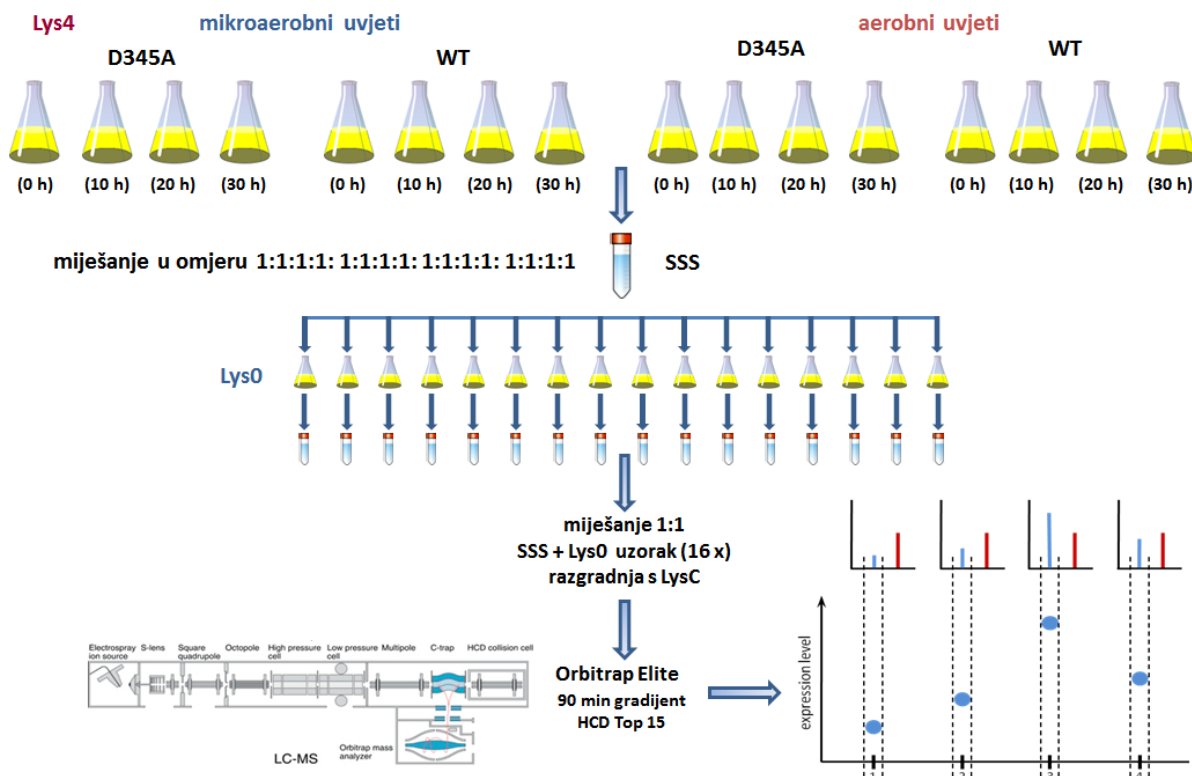 Lys4
mikroaerobni uvjeti
aerobni uvjeti
D345A
WT
D345A
WT
(0 h) (10 h) (20 h) (30 h) (0 h) (10 h) (20 h) (30 h) (0 h) (10 h) (20 h) (30 h) (0 h) (10 h) (20 h) (30 h)
miješanje u omjeru 1:1:1:1: 1:1:1:1: 1:1:1:1: 1:1:1:1
SSS
Lys0
miješanje 1:1
SSS + Lys0 uzorak (16 x)
razgradnja s LysC
Orbitrap Elite
90 min gradijent
HCD Top 15
Electrospray
ion source
S-lens
Square
quadrupole
Octopole
High pressure
cell
Low pressure
cell
Multipole
C-trap
HCD collision cell
Orbitrap mass
analyzer
LC-MS
expression level
1 2 3 4